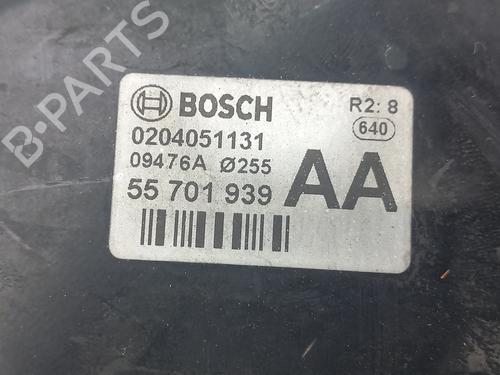 B-PARTS
BOSCH
R2: 8
640
0204051131
09476A Ø255
55 701 939
AA